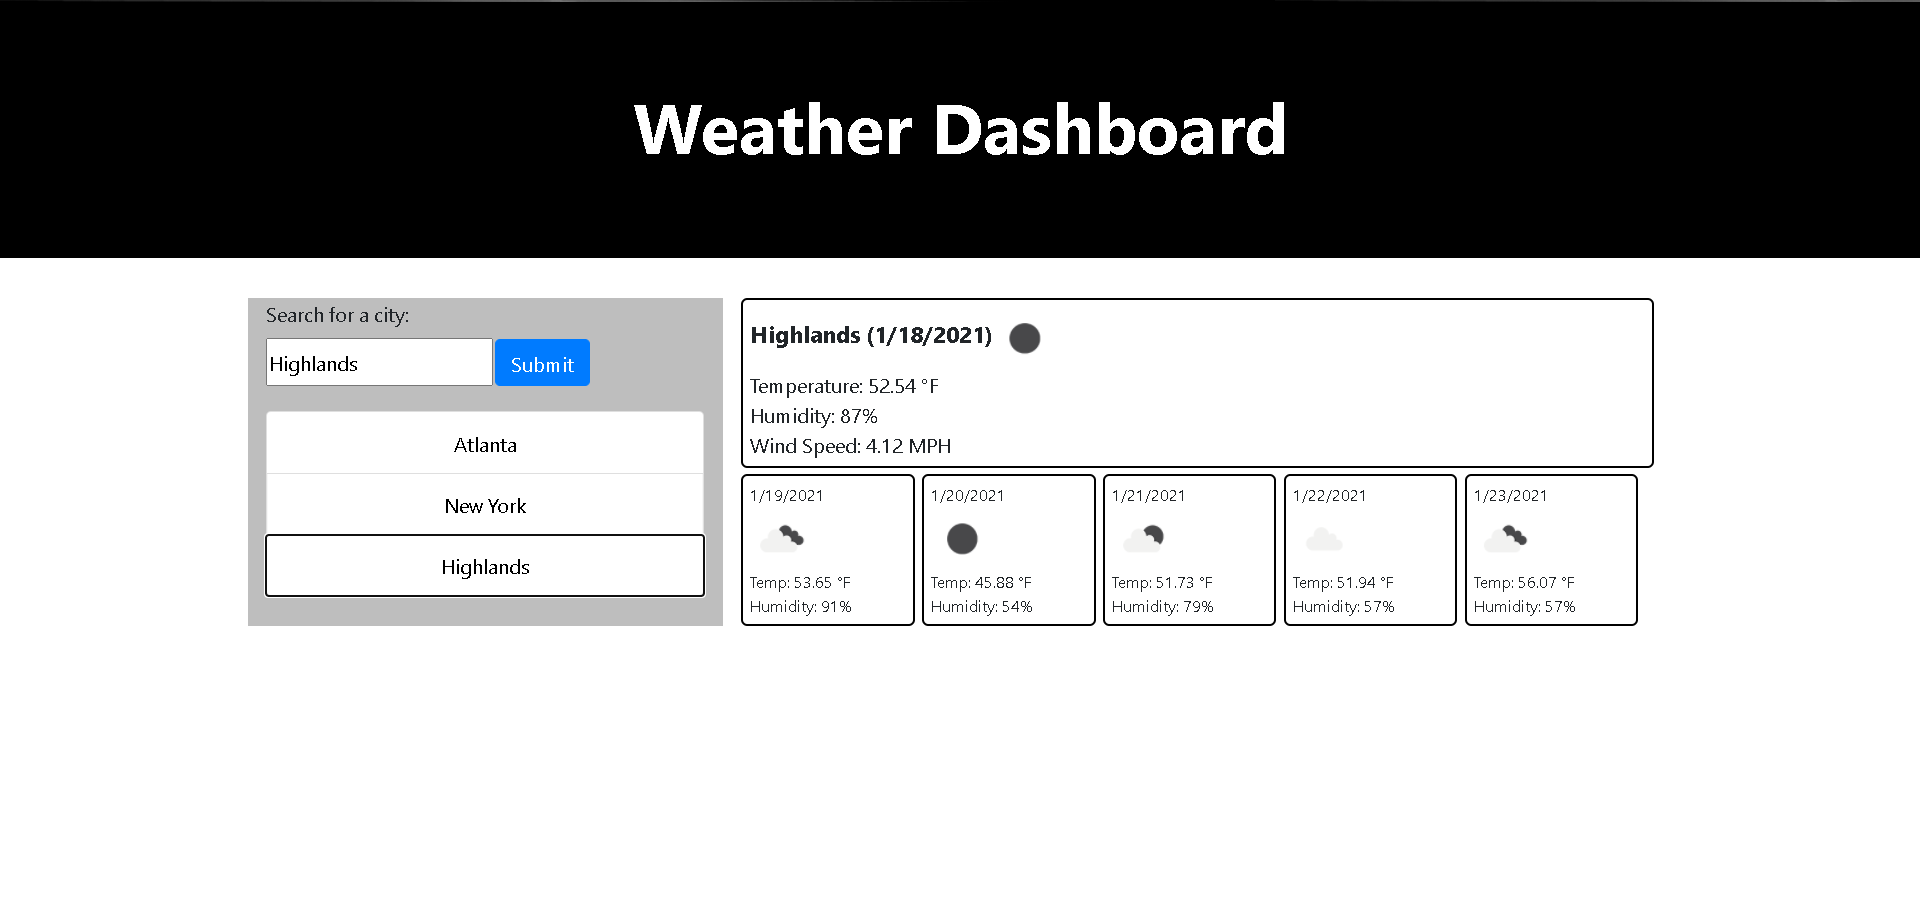 Weather Dashboard
Search for a city:
Highlands
Submit
Atlanta
New York
Highlands
Highlands (1/18/2021)
Temperature: 52.54 °F
Humidity: 87%
Wind Speed: 4.12 MPH
1/19/2021
Temp: 53.65 °F
Humidity: 91%
1/20/2021
Temp: 45.88 °F
Humidity: 54%
1/21/2021
Temp: 51.73 °F
Humidity: 79%
1/22/2021
Temp: 51.94 °F
Humidity: 57%
1/23/2021
Temp: 56.07 °F
Humidity: 57%